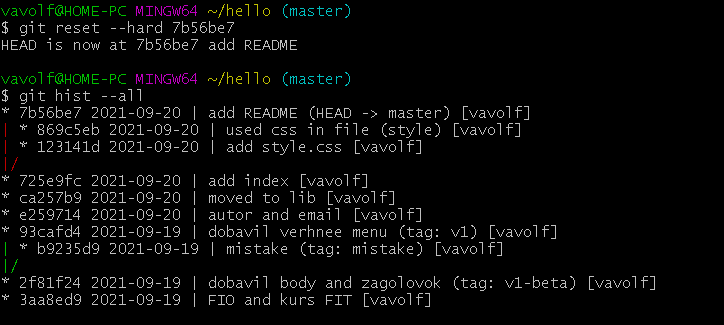 vavolf@HOME-PC MINGW64 ~/hello (master)
$ git reset --hard 7b56be7
HEAD is now at 7b56be7 add README
vavolf@HOME-PC MINGW64 ~/hello (master)
$ git hist --all
* 7b56be7 2021-09-20 | add README (HEAD -> master) [vavolf]
| * 869c5eb 2021-09-20 | used css in file (style) [vavolf]
| * 123141d 2021-09-20 | add style.css [vavolf]
|/
* 725e9fc 2021-09-20 | add index [vavolf]
* ca257b9 2021-09-20 | moved to lib [vavolf]
* e259714 2021-09-20 | autor and email [vavolf]
* 93cafd4 2021-09-19 | dobavil verhnee menu (tag: v1) [vavolf]
| * b9235d9 2021-09-19 | mistake (tag: mistake) [vavolf]
|/
* 2f81f24 2021-09-19 | dobavil body and zagolovok (tag: v1-beta) [vavolf]
* 3aa8ed9 2021-09-19 | FIO and kurs FIT [vavolf]